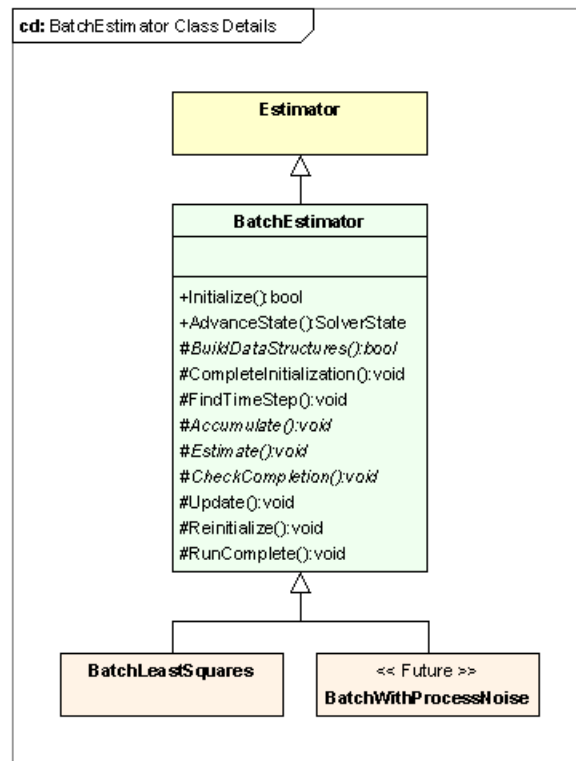 cd: BatchEstimator Class Details
Estimator
BatchEstimator
+Initialize():bool
+AdvanceState():SolverState
#BuildDataStructures():bool
#CompleteInitialization():void
#FindTimeStep():void
#Accumulate():void
#Estimate():void
#CheckCompletion():void
#Update():void
#Reinitialize():void
#RunComplete():void
BatchLeastSquares
<< Future >>
BatchWithProcessNoise